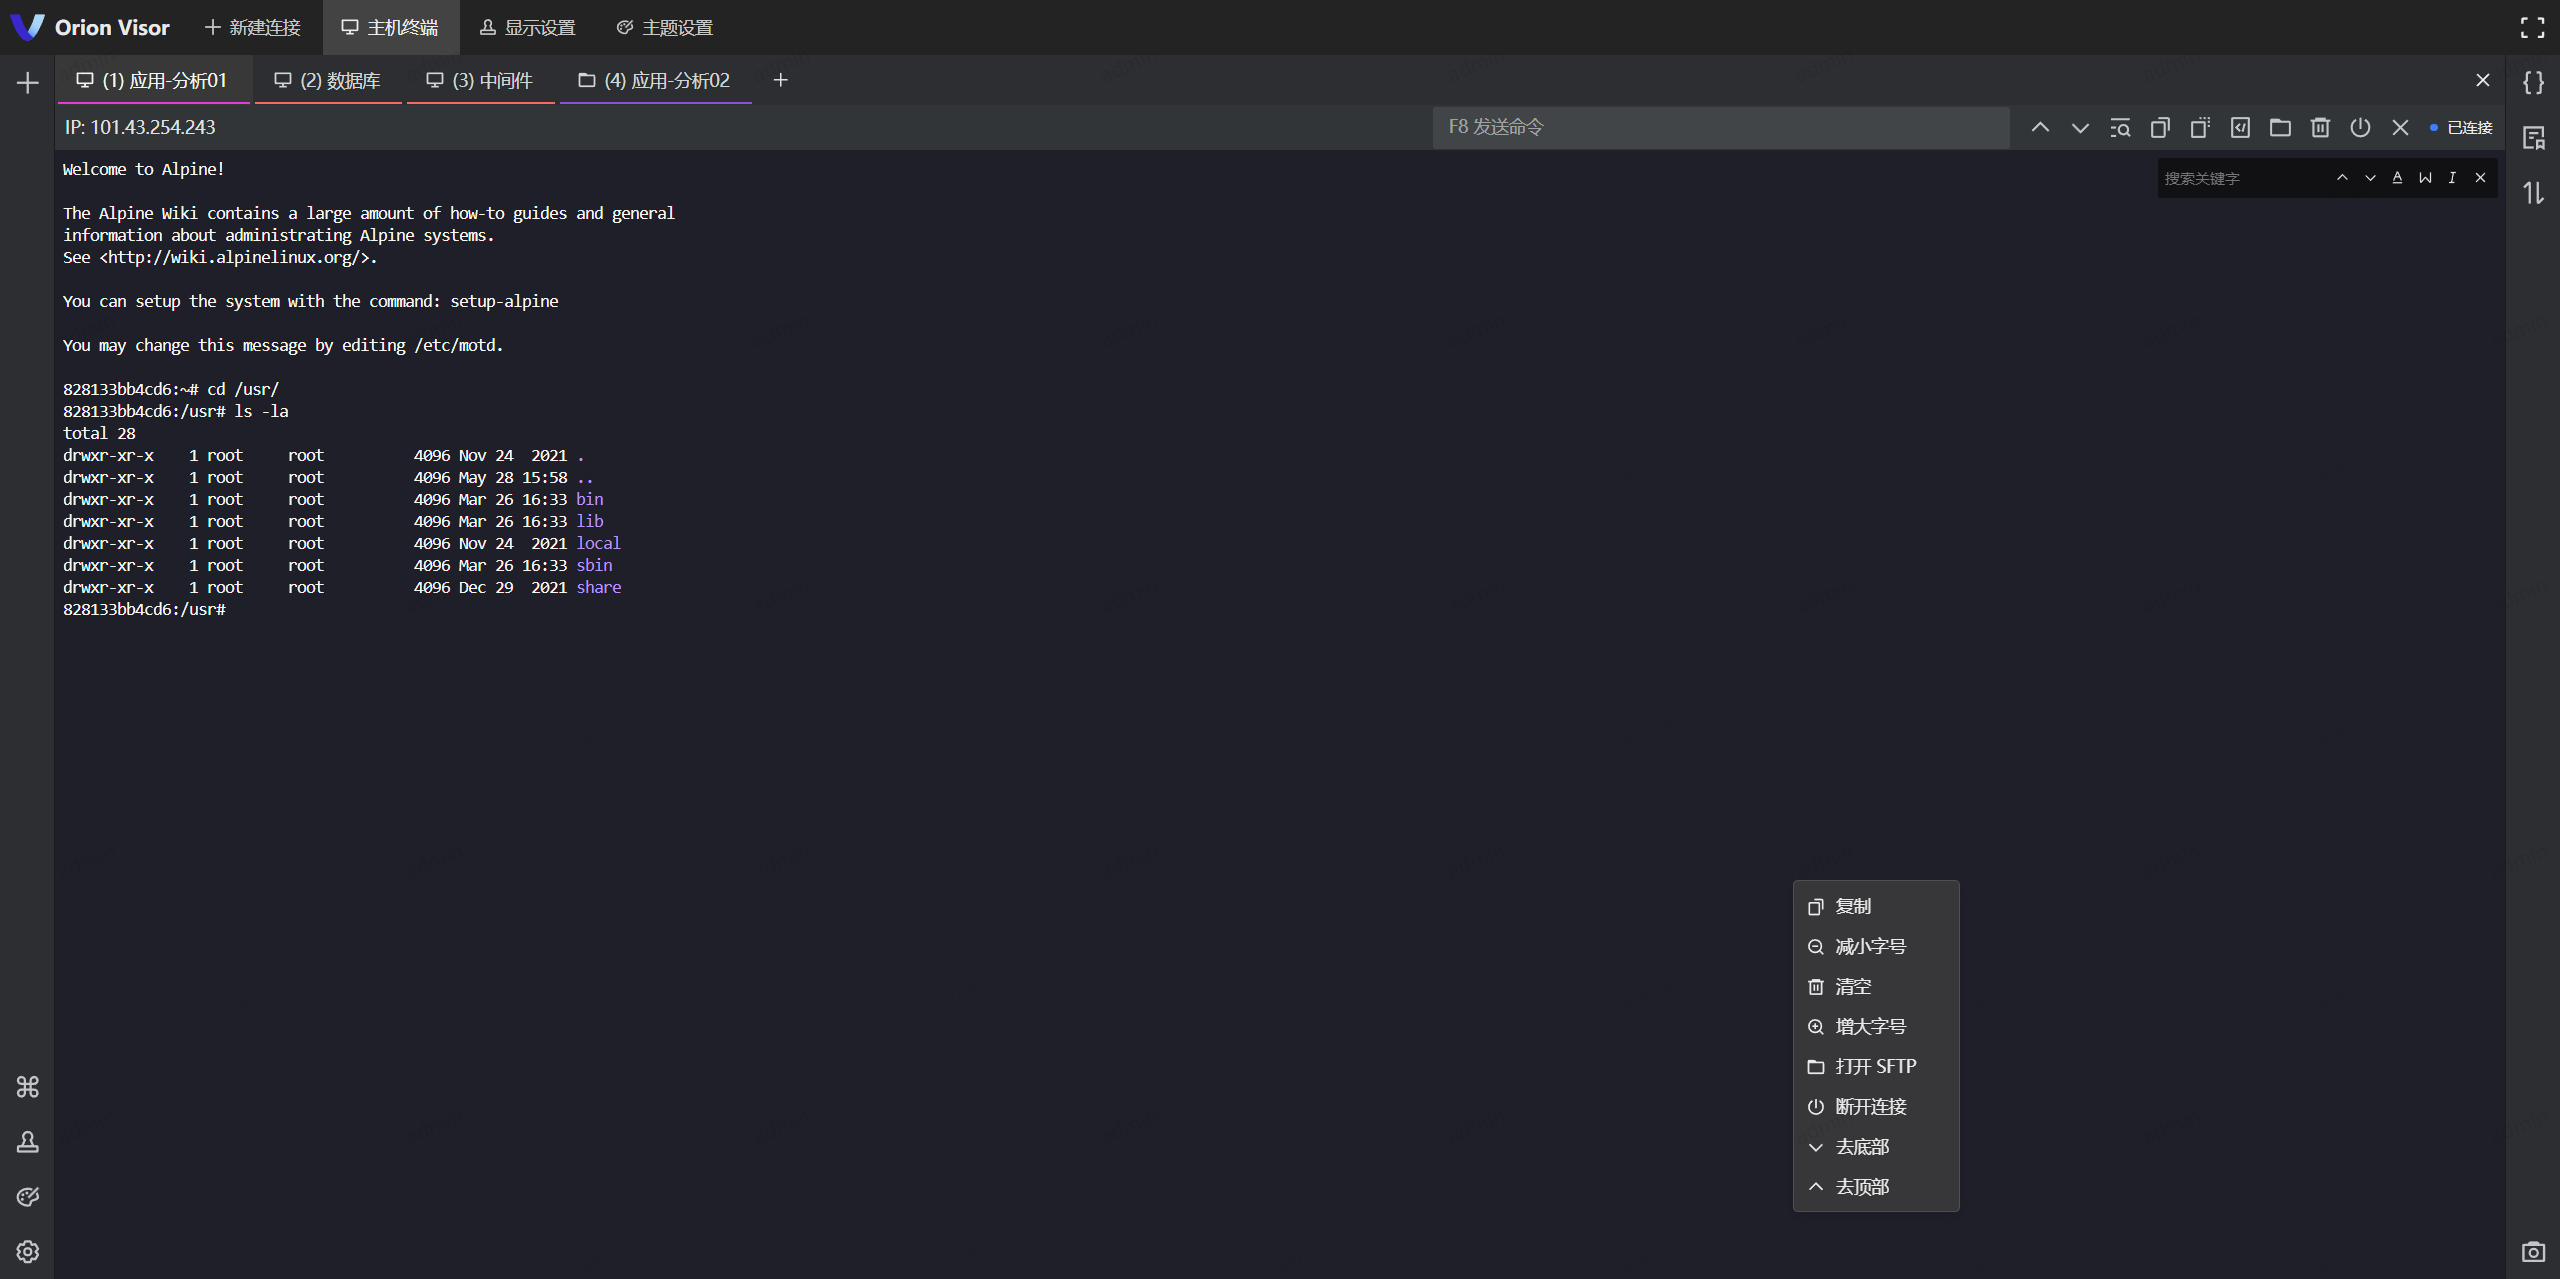 Orion Visor 新建连接 主机终端 显示设置 主题设置
(1) 应用-分析01 (2) 数据库 (3) 中间件 (4) 应用-分析02
IP: 101.43.254.243 F8 发送命令 已连接
搜索关键字
Welcome to Alpine!
The Alpine Wiki contains a large amount of how-to guides and general
information about administrating Alpine systems.
See <http://wiki.alpinelinux.org/>.
You can setup the system with the command: setup-alpine
You may change this message by editing /etc/motd.
828133bb4cd6:~# cd /usr/
828133bb4cd6:/usr# ls -la
total 28
drwxr-xr-x    1 root     root          4096 Nov 24  2021 .
drwxr-xr-x    1 root     root          4096 May 28 15:58 ..
drwxr-xr-x    1 root     root          4096 Mar 26 16:33 bin
drwxr-xr-x    1 root     root          4096 Mar 26 16:33 lib
drwxr-xr-x    1 root     root          4096 Nov 24  2021 local
drwxr-xr-x    1 root     root          4096 Mar 26 16:33 sbin
drwxr-xr-x    1 root     root          4096 Dec 29  2021 share
828133bb4cd6:/usr#
复制
减小字号
清空
增大字号
打开 SFTP
断开连接
去底部
去顶部